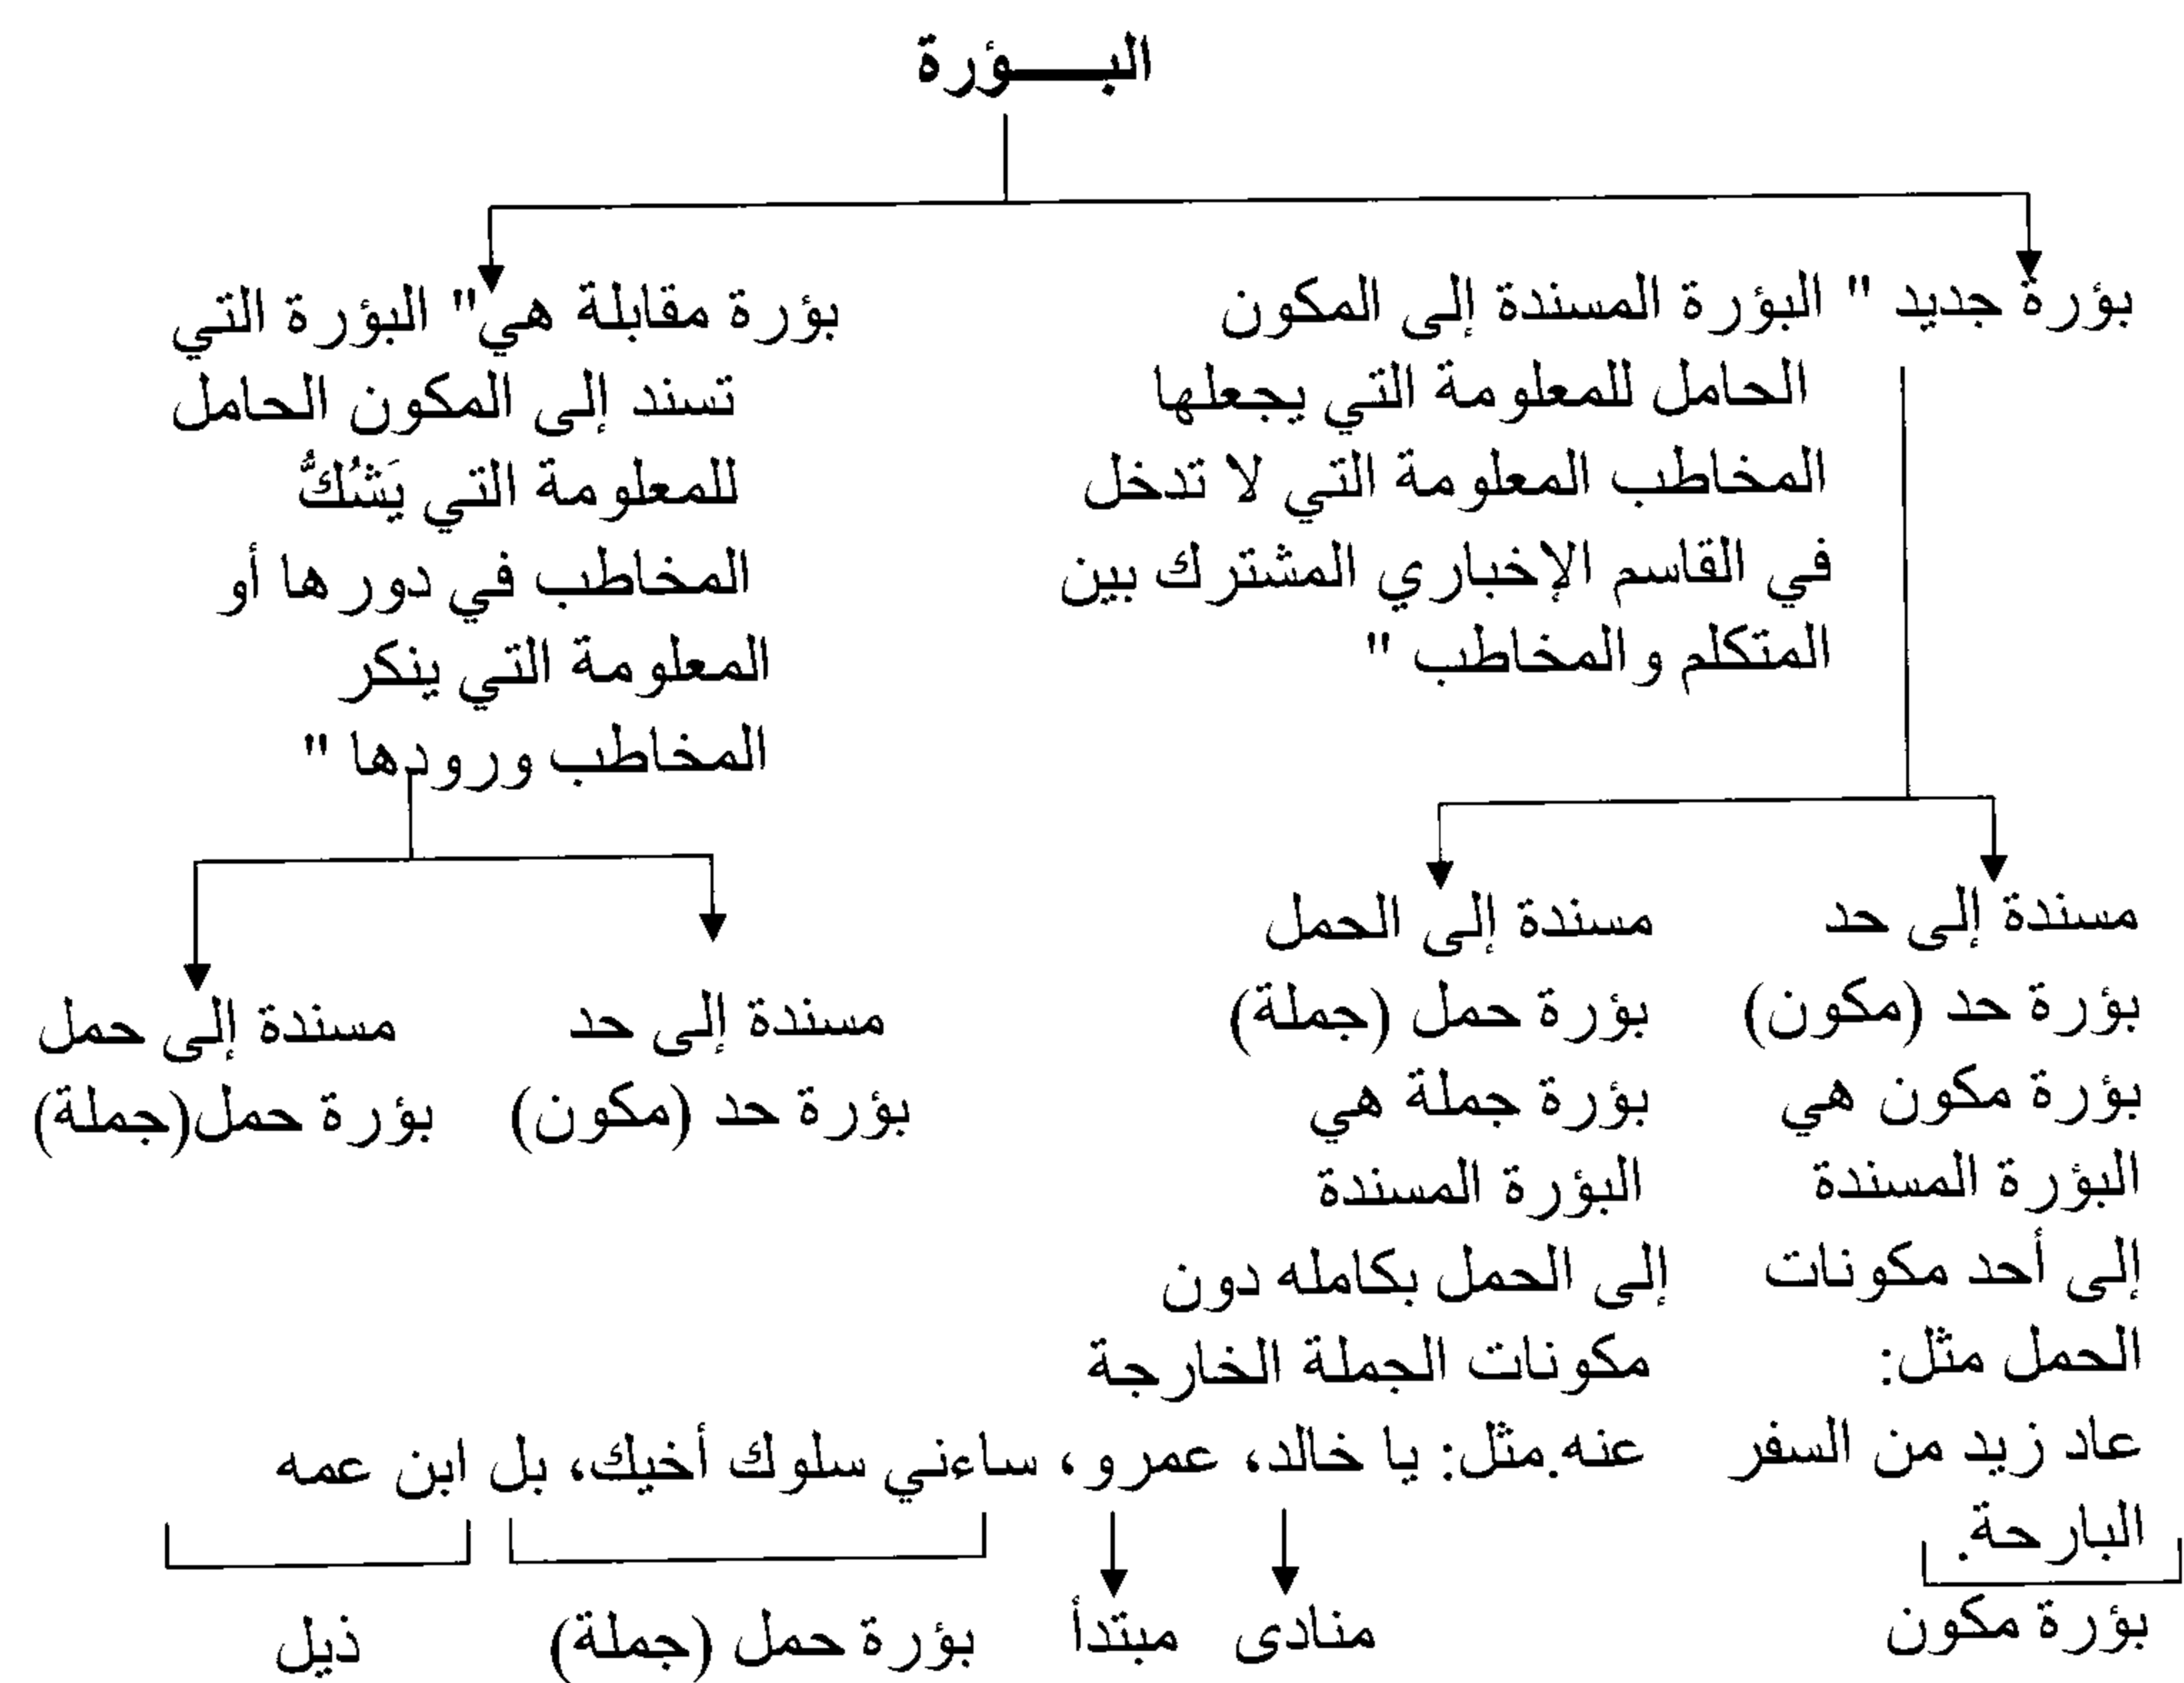 البـــؤرة
بؤرة جديد " البؤرة المسندة إلى المكون
الحامل للمعلومة التي يجعلها
المخاطب المعلومة التي لا تدخل
في القاسم الإخباري المشترك بين
المتكلم والمخاطب "
بؤرة مقابلة هي" البؤرة التي
تسند إلى المكون الحامل
للمعلومة التي يَشُكُّ
المخاطب في دورها أو
المعلومة التي ينكر
المخاطب ورودها "
مسندة إلى حد
بؤرة حد (مكون)
بؤرة مكون هي
البؤرة المسندة
إلى أحد مكونات
الحمل مثل:
عاد زيد من السفر
البارحة.
بؤرة مكون
مسندة إلى الحمل
بؤرة حمل (جملة)
بؤرة جملة هي
البؤرة المسندة
إلى الحمل بكامله دون
مكونات الجملة الخارجة
عنه.مثل: يا خالد، عمرو، ساءني سلوك أخيك، بل ابن عمه
منادى مبتدأ بؤرة حمل (جملة) ذيل
مسندة إلى حد
بؤرة حد (مكون)
مسندة إلى حمل
بؤرة حمل(جملة)